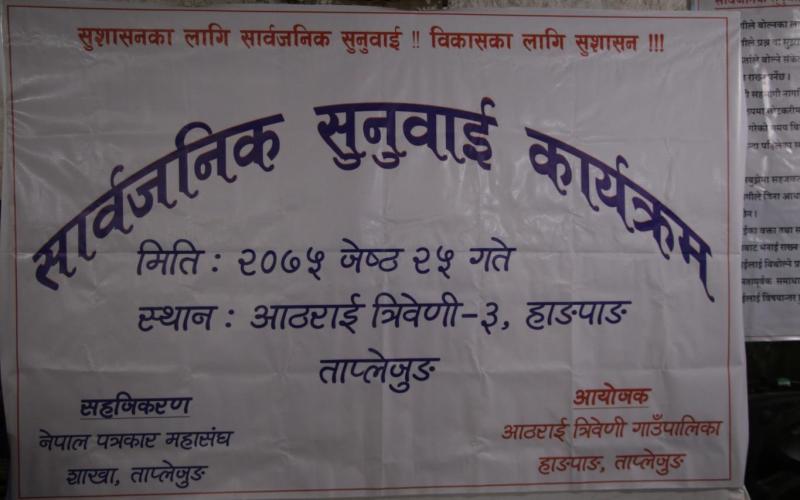 सुशासनका लागि सार्वजनिक सुनुवाई !! विकासका लागि सुशासन !!!
सार्वजनिक सुनुवाई कार्यक्रम
मिति : २०७५ जेष्ठ २५ गते
स्थान : आठराई त्रिवेणी-३, हाङपाङ
ताप्लेजुङ
सहजिकरण
नेपाल पत्रकार महासंघ
शाखा, ताप्लेजुङ
आयोजक
आठराई त्रिवेणी गाउँपालिका
हाङपाङ, ताप्लेजुङ